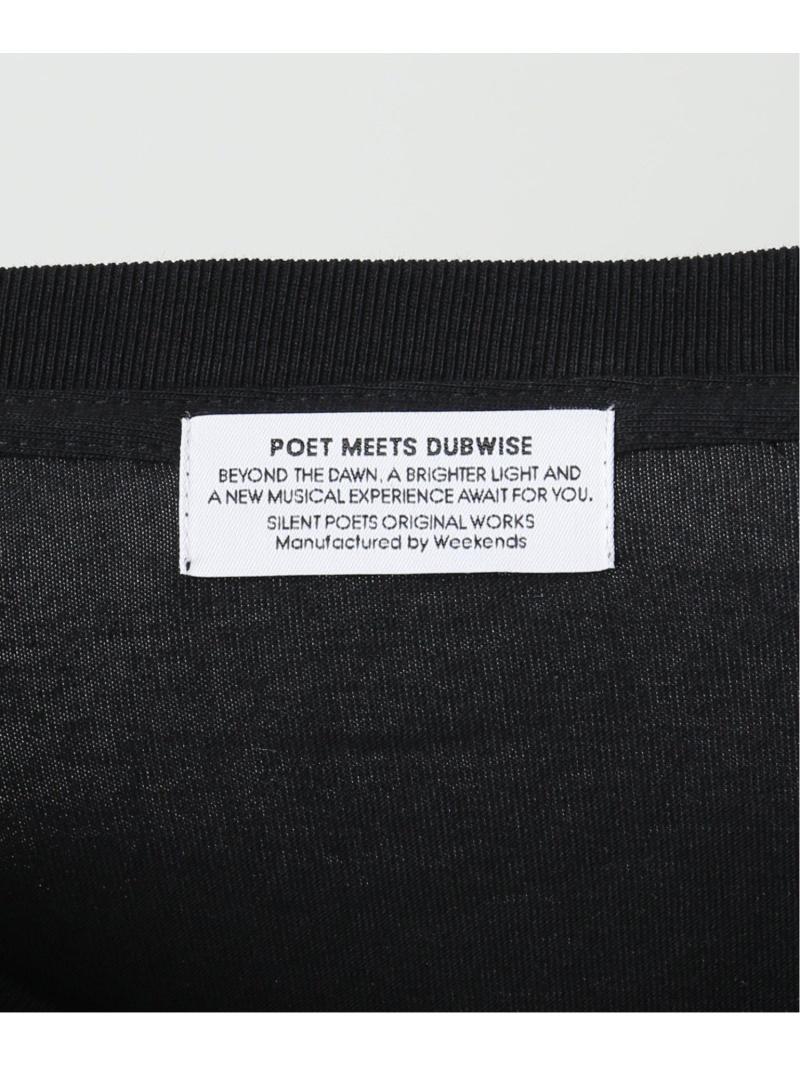 POET MEETS DUBWISE
BEYOND THE DAWN, A BRIGHTER LIGHT AND
A NEW MUSICAL EXPERIENCE AWAIT FOR YOU.
SILENT POETS ORIGINAL WORKS
Manufactured by Weekends